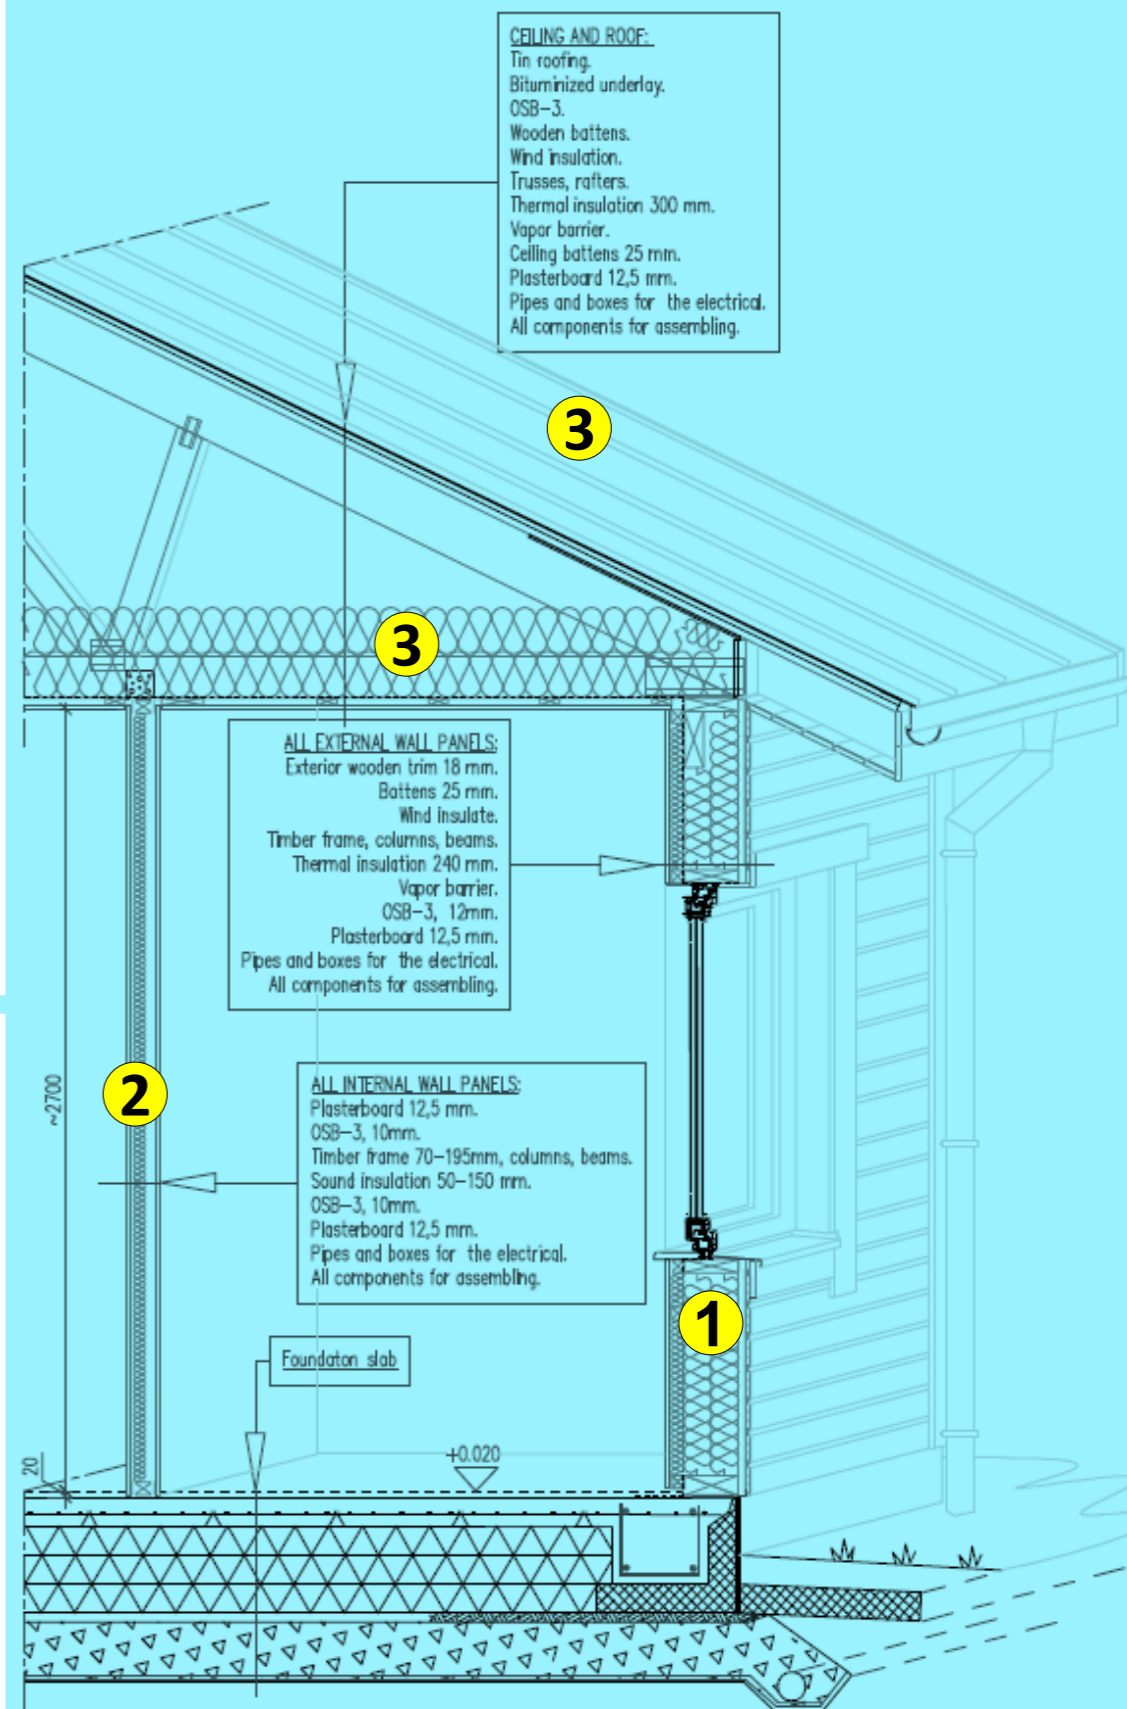 CEILING AND ROOF:
Tin roofing.
Bituminized underlay.
OSB-3.
Wooden battens.
Wind insulation.
Trusses, rafters.
Thermal insulation 300 mm.
Vapor barrier.
Ceiling battens 25 mm.
Plasterboard 12,5 mm.
Pipes and boxes for the electrical.
All components for assembling.
3
3
ALL EXTERNAL WALL PANELS:
Exterior wooden trim 18 mm.
Battens 25 mm.
Wind insulate.
Timber frame, columns, beams.
Thermal insulation 240 mm.
Vapor barrier.
OSB-3, 12mm.
Plasterboard 12,5 mm.
Pipes and boxes for the electrical.
All components for assembling.
~2700
2
ALL INTERNAL WALL PANELS:
Plasterboard 12,5 mm.
OSB-3, 10mm.
Timber frame 70-195mm, columns, beams.
Sound insulation 50-150 mm.
OSB-3, 10mm.
Plasterboard 12,5 mm.
Pipes and boxes for the electrical.
All components for assembling.
1
Foundaton slab
+0.020
20